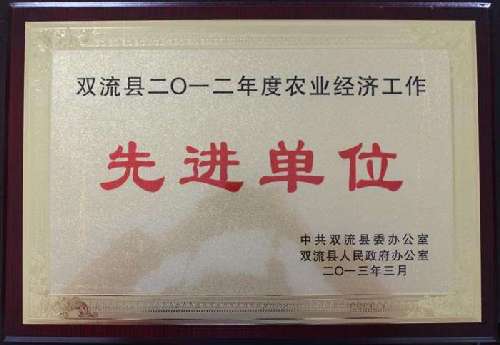 双流县二〇一二年度农业经济工作
先进单位
中共双流县委办公室
双流县人民政府办公室
二〇一三年三月